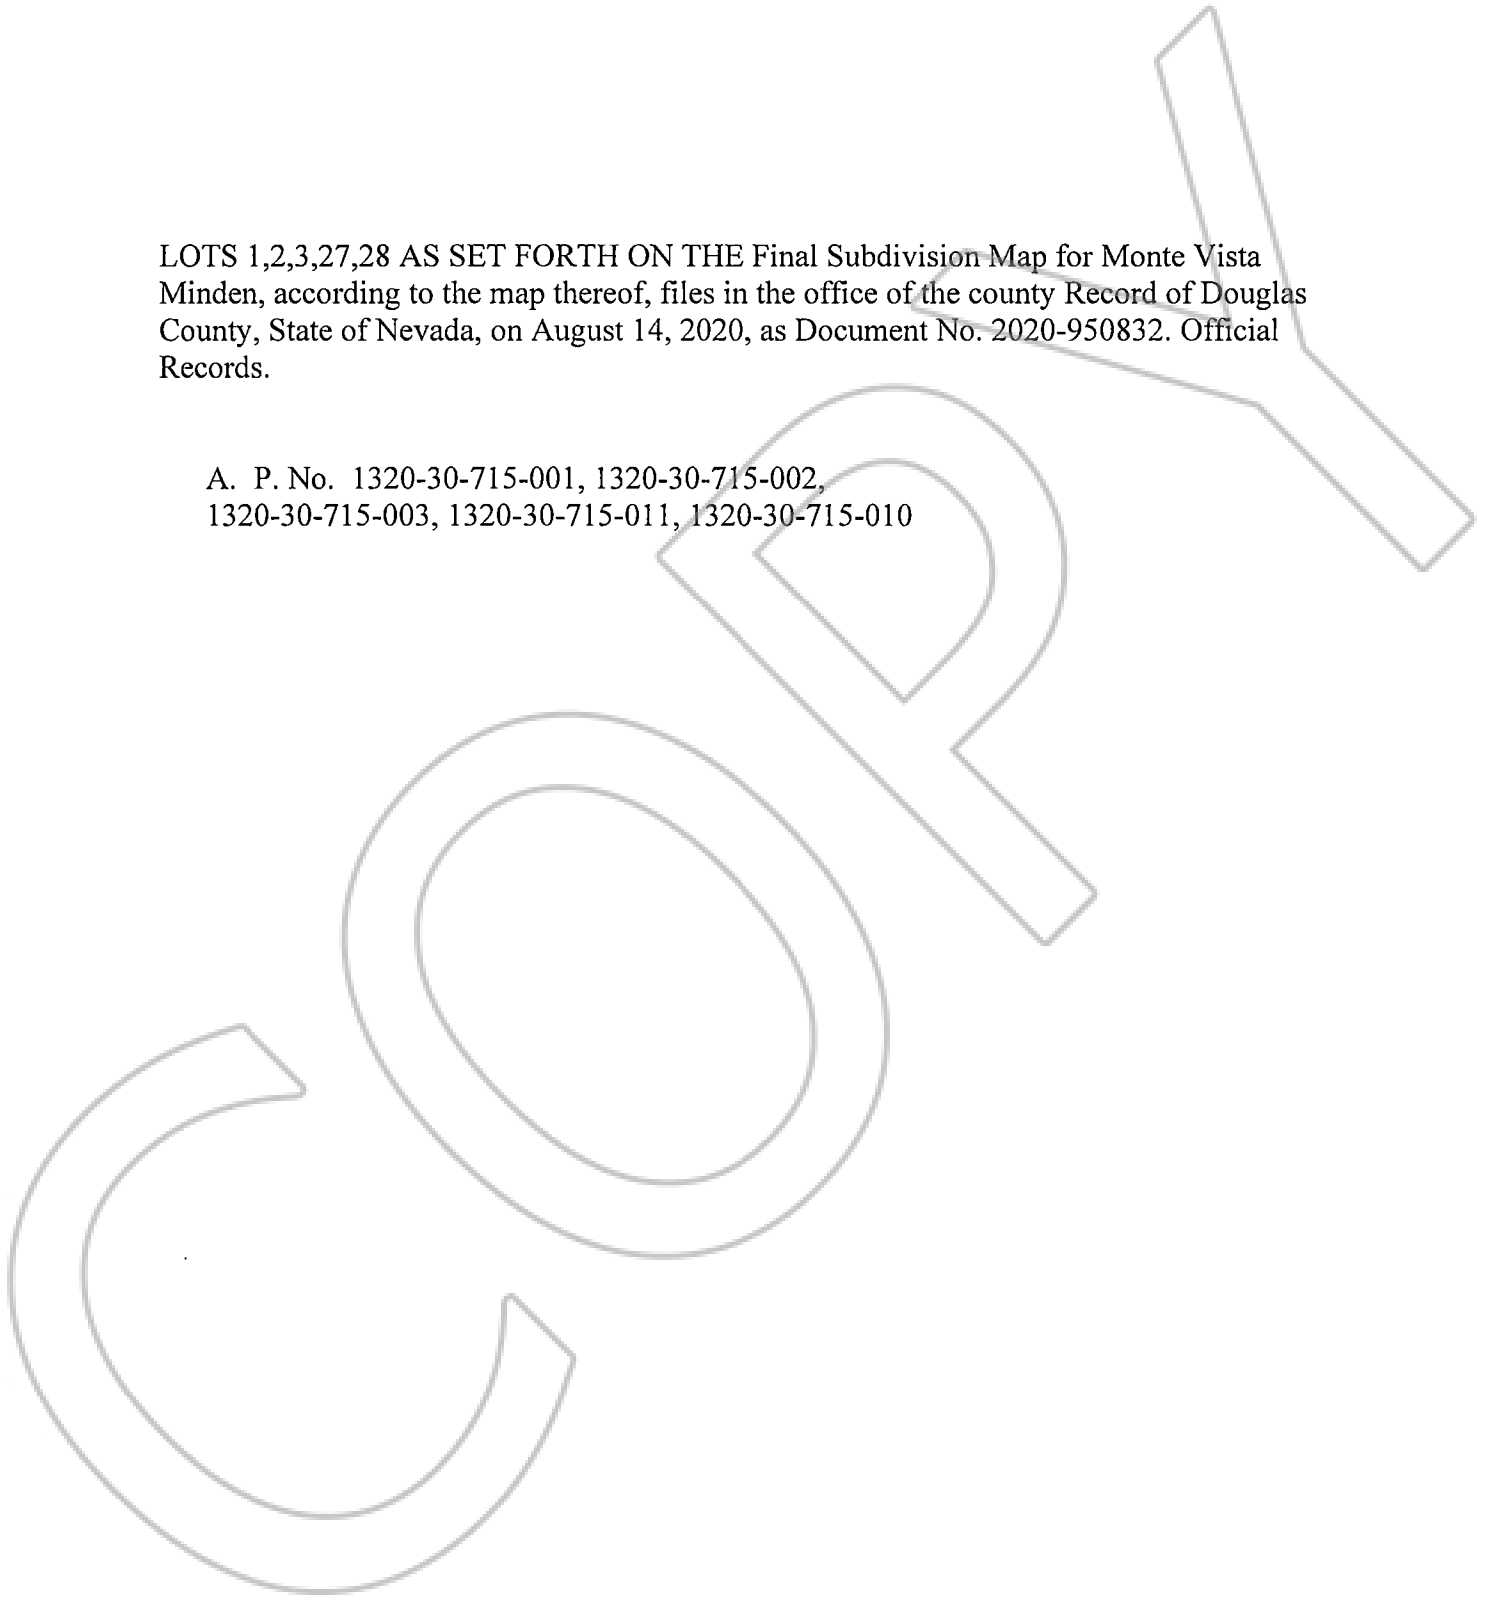 LOTS 1,2,3,27,28 AS SET FORTH ON THE Final Subdivision Map for Monte Vista
Minden, according to the map thereof, files in the office of the county Record of Douglas
County, State of Nevada, on August 14, 2020, as Document No. 2020-950832. Official
Records.
A. P. No. 1320-30-715-001, 1320-30-715-002,
1320-30-715-003, 1320-30-715-011, 1320-30-715-010
COPY